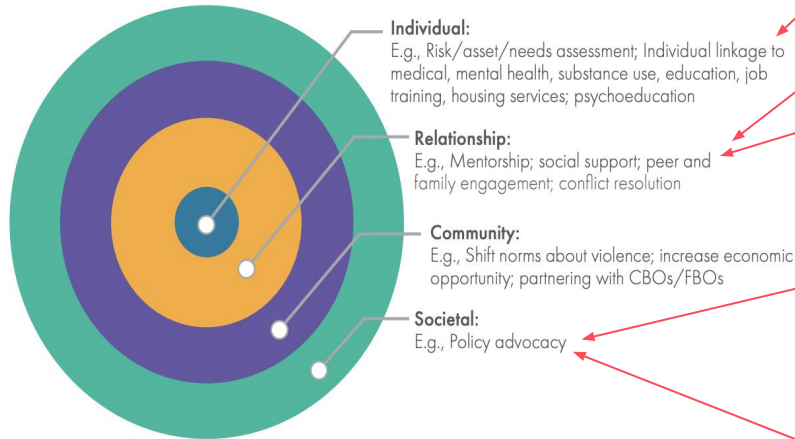 Individual:
E.g., Risk/asset/needs assessment; Individual linkage to
medical, mental health, substance use, education, job
training, housing services; psychoeducation
Relationship:
E.g., Mentorship; social support; peer and
family engagement; conflict resolution
Community:
E.g., Shift norms about violence; increase economic
opportunity; partnering with CBOs/FBOs
Societal:
E.g., Policy advocacy